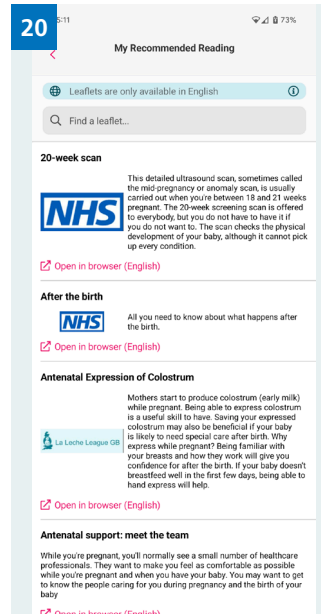 20
5:11
73%
My Recommended Reading
Leaflets are only available in English
Find a leaflet...
20-week scan
NHS
This detailed ultrasound scan, sometimes called
the mid-pregnancy or anomaly scan, is usually
carried out when you're between 18 and 21 weeks
pregnant. The 20-week screening scan is offered
to everybody, but you do not have to have it if
you do not want to. The scan checks the physical
development of your baby, although it cannot pick
up every condition.
Open in browser (English)
After the birth
NHS
All you need to know about what happens after
the birth.
Open in browser (English)
Antenatal Expression of Colostrum
La Leche League GB
Mothers start to produce colostrum (early milk)
while pregnant. Being able to express colostrum
is a useful skill to have. Saving your expressed
colostrum may also be beneficial if your baby
is likely to need special care after birth. Why
express while pregnant? Being familiar with
your breasts and how they work will give you
confidence for after the birth. If your baby doesn't
breastfeed well in the first few days, being able to
hand express will help.
Open in browser (English)
Antenatal support: meet the team
While you're pregnant, you'll normally see a small number of healthcare
professionals. They want to make you feel as comfortable as possible
while you're pregnant and when you have your baby. You may want to get
to know the people caring for you during pregnancy and the birth of your
baby
Open in browser (English)